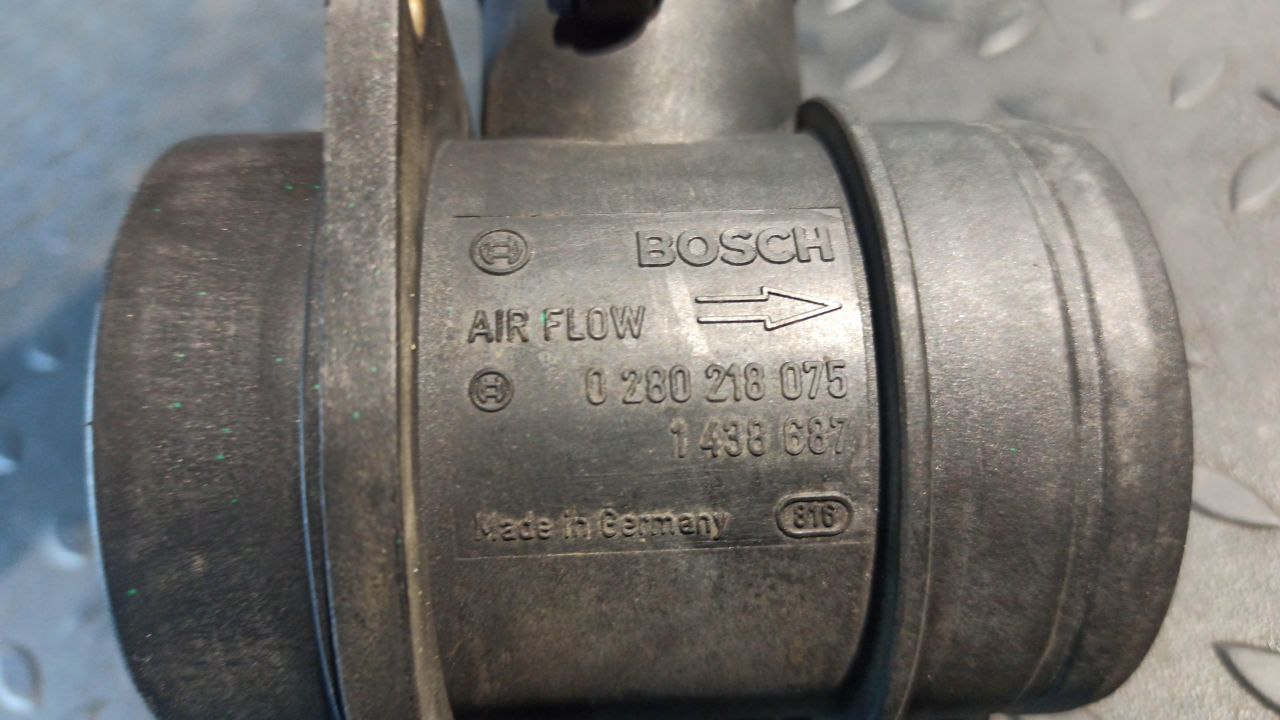 BOSCH
AIR FLOW
0 280 218 075
1 438 687
Made in Germany 816